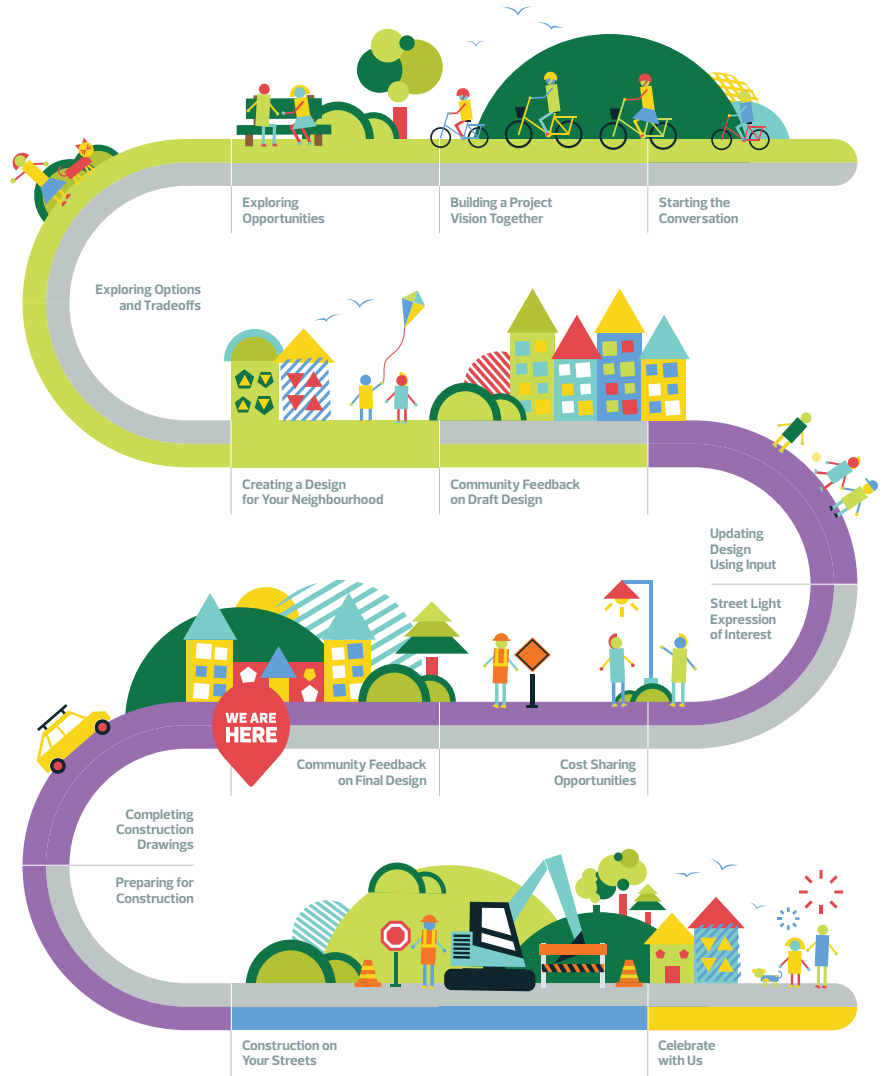 Exploring
Opportunities
Building a Project
Vision Together
Starting the
Conversation
Exploring Options
and Tradeoffs
Creating a Design
for Your Neighbourhood
Community Feedback
on Draft Design
Updating
Design
Using Input
Street Light
Expression
of Interest
WE ARE
HERE
Community Feedback
on Final Design
Cost Sharing
Opportunities
Completing
Construction
Drawings
Preparing for
Construction
Construction on
Your Streets
Celebrate
with Us